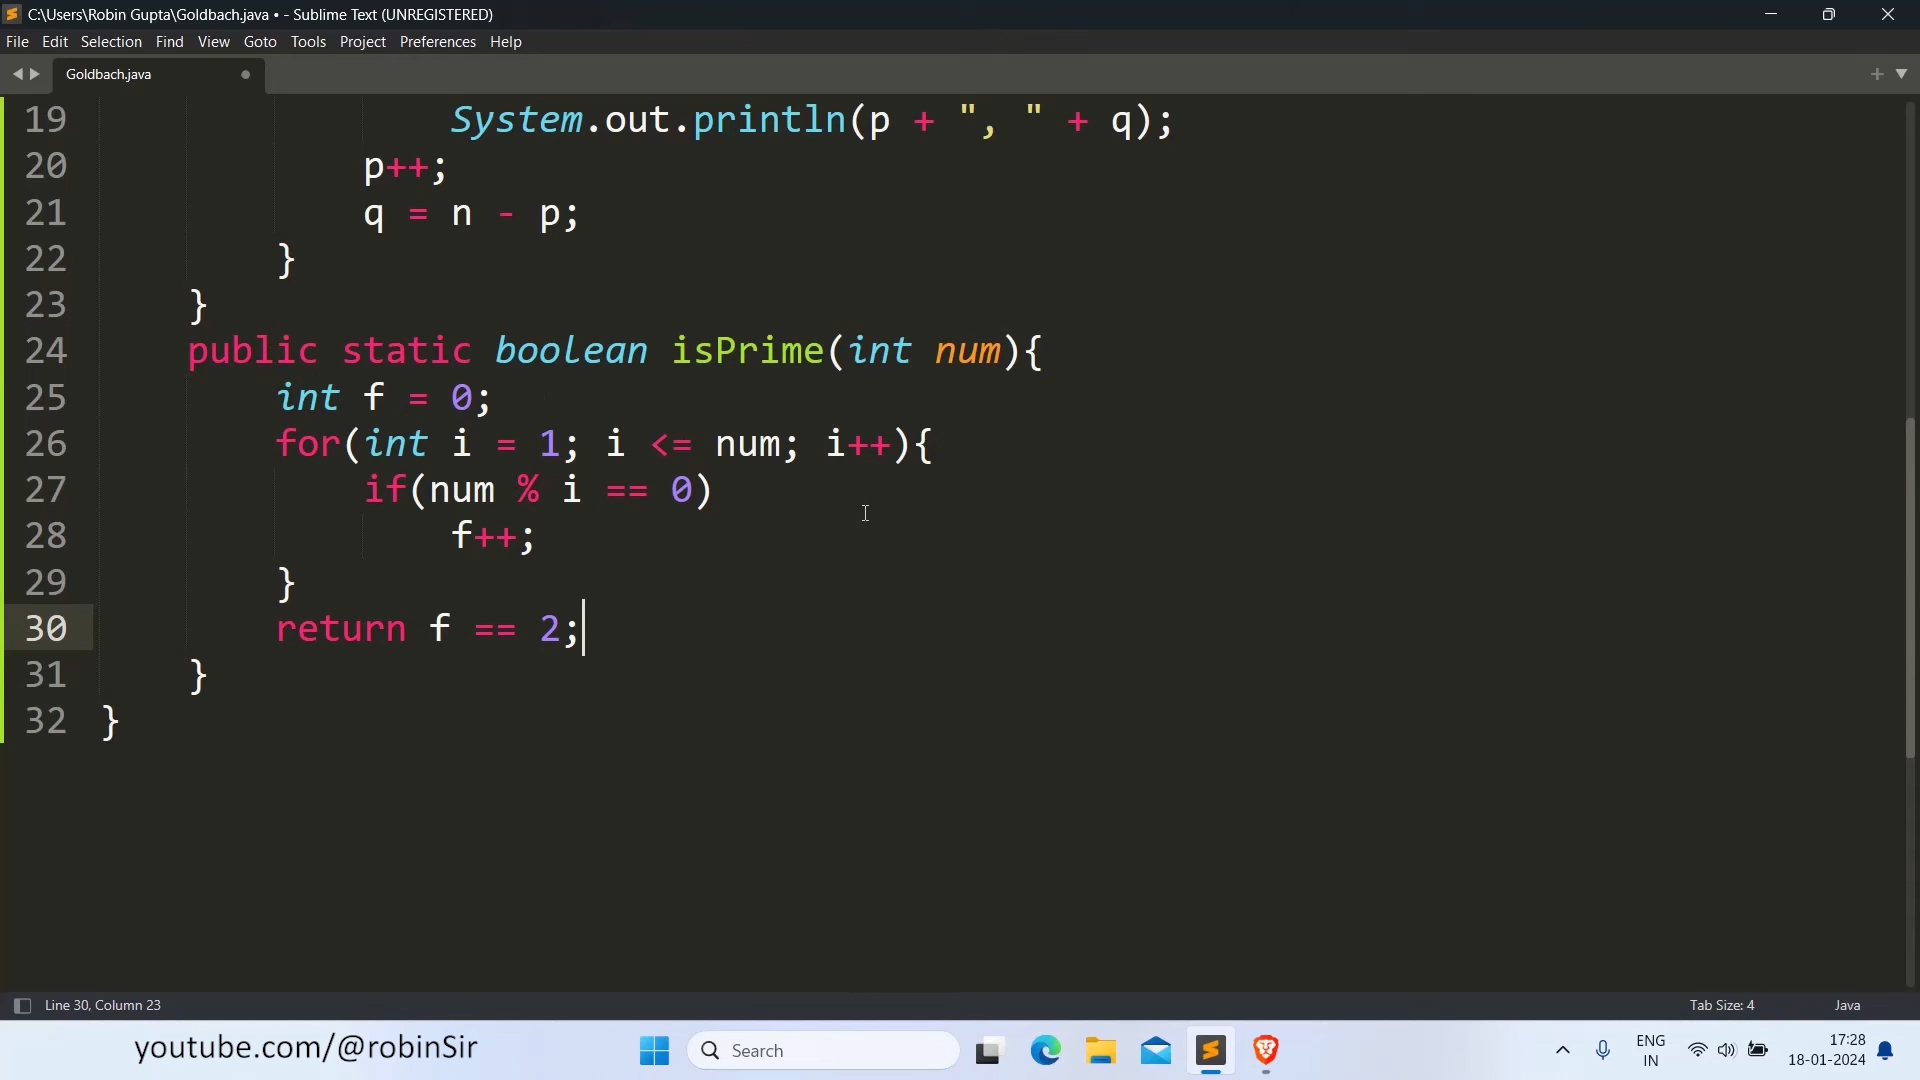 C:\Users\Robin Gupta\Goldbach.java • - Sublime Text (UNREGISTERED)
File Edit Selection Find View Goto Tools Project Preferences Help
Goldbach.java
19 System.out.println(p + ", " + q);
20 p++;
21 q = n - p;
22 }
23 }
24 public static boolean isPrime(int num){
25 int f = 0;
26 for(int i = 1; i <= num; i++){
27 if(num % i == 0)
28 f++;
29 }
30 return f == 2;
31 }
32 }
Line 30, Column 23 Tab Size: 4 Java
youtube.com/@robinSir Search ENG 17:28
IN 18-01-2024